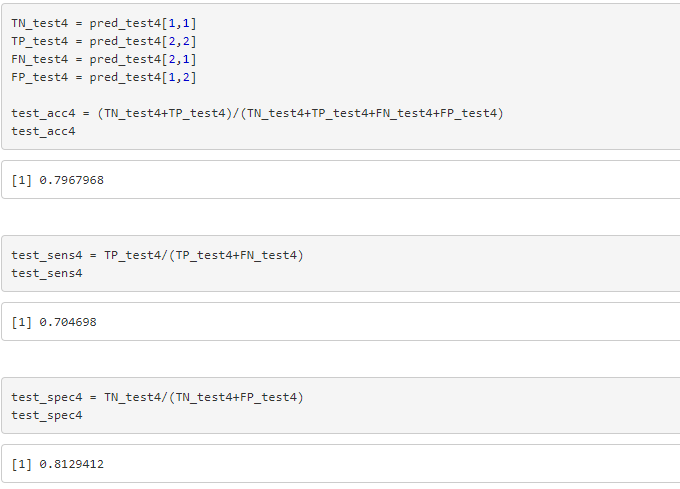 TN_test4 = pred_test4[1,1]
TP_test4 = pred_test4[2,2]
FN_test4 = pred_test4[2,1]
FP_test4 = pred_test4[1,2]
test_acc4 = (TN_test4+TP_test4)/(TN_test4+TP_test4+FN_test4+FP_test4)
test_acc4
[1] 0.7967968
test_sens4 = TP_test4/(TP_test4+FN_test4)
test_sens4
[1] 0.704698
test_spec4 = TN_test4/(TN_test4+FP_test4)
test_spec4
[1] 0.8129412